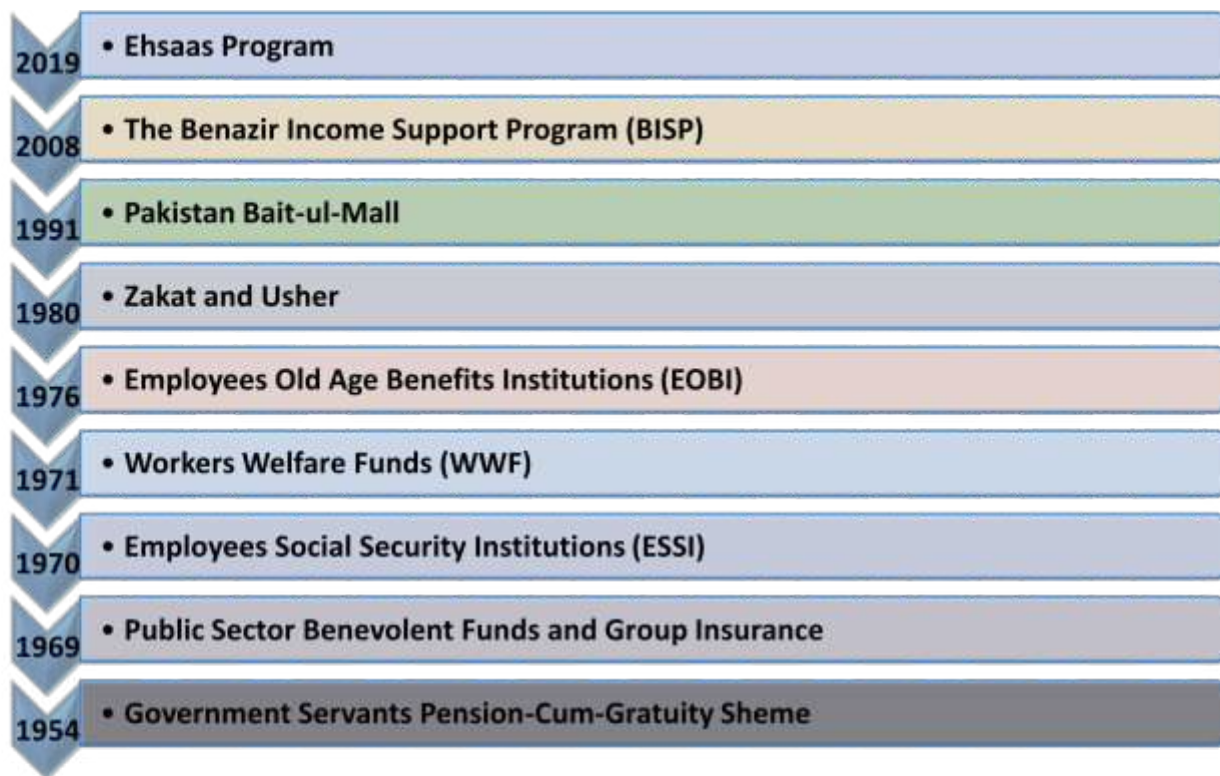 2019
• Ehsaas Program
2008
• The Benazir Income Support Program (BISP)
1991
• Pakistan Bait-ul-Mall
1980
• Zakat and Usher
1976
• Employees Old Age Benefits Institutions (EOBI)
1971
• Workers Welfare Funds (WWF)
1970
• Employees Social Security Institutions (ESSI)
1969
• Public Sector Benevolent Funds and Group Insurance
1954
• Government Servants Pension-Cum-Gratuity Sheme